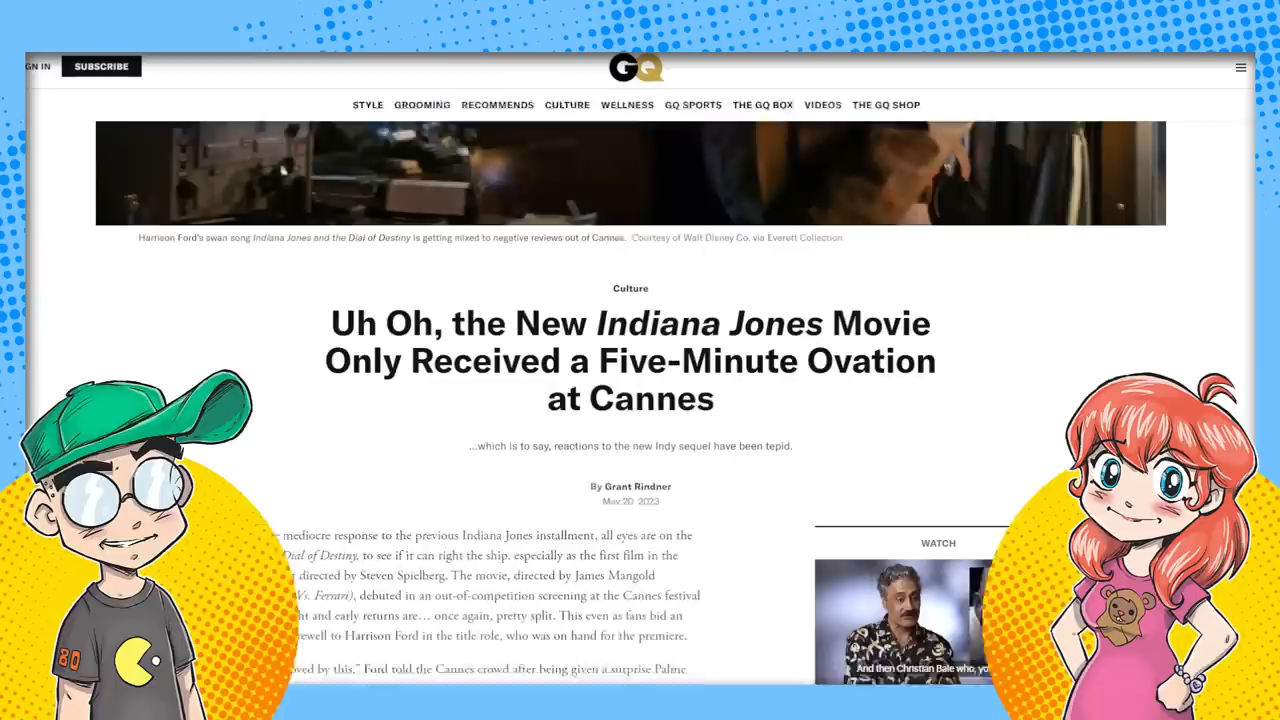 GN IN
SUBSCRIBE
GQ
STYLE GROOMING RECOMMENDS CULTURE WELLNESS GQ SPORTS THE GQ BOX VIDEOS THE GQ SHOP
Harrison Ford's swan song Indiana Jones and the Dial of Destiny is getting mixed to negative reviews out of Cannes. Courtesy of Walt Disney Co. via Everett Collection
Culture
Uh Oh, the New Indiana Jones Movie
Only Received a Five-Minute Ovation
at Cannes
...which is to say, reactions to the new Indy sequel have been tepid.
By Grant Rindner
May 20, 2023
mediocre response to the previous Indiana Jones installment, all eyes are on the
Dial of Destiny, to see if it can right the ship, especially as the first film in the
directed by Steven Spielberg. The movie, directed by James Mangold
Vs. Ferrari), debuted in an out-of-competition screening at the Cannes festival
ht and early returns are… once again, pretty split. This even as fans bid an
rewell to Harrison Ford in the title role, who was on hand for the premiere.
oved by this," Ford told the Cannes crowd after being given a surprise Palme
WATCH
And then Christian Bale who, yo
80